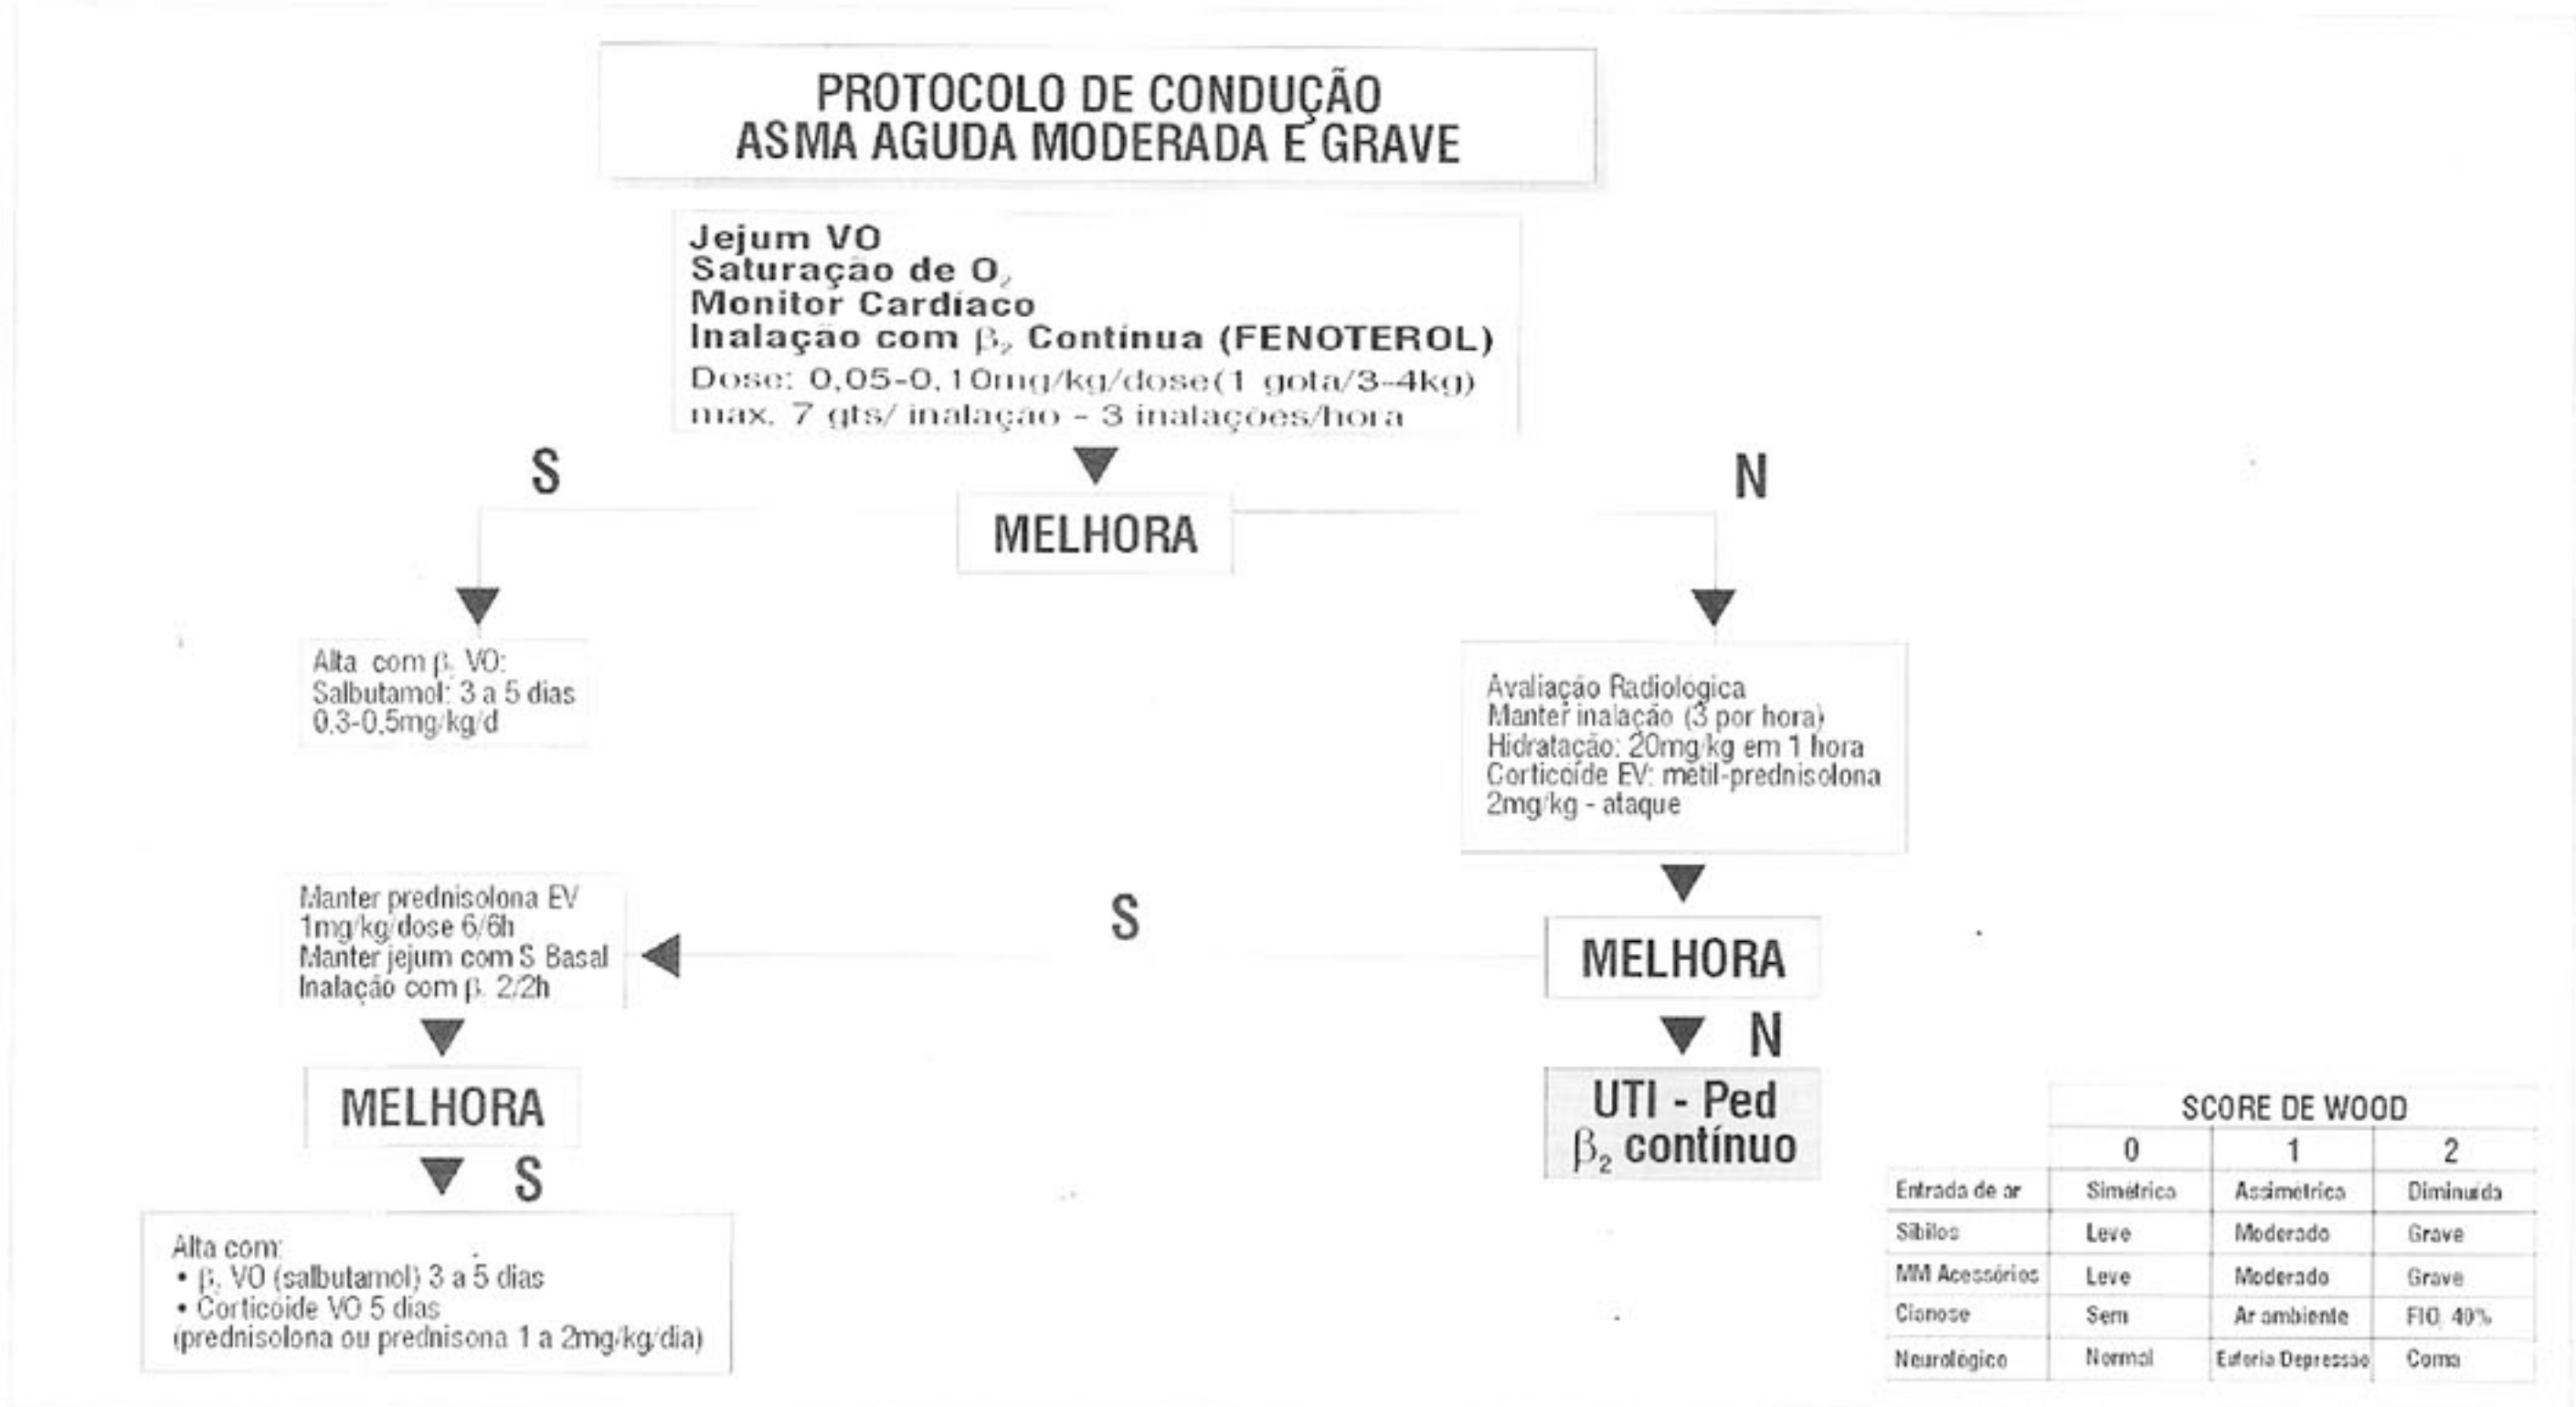 PROTOCOLO DE CONDUÇÃO
ASMA AGUDA MODERADA E GRAVE
Jejum VO
Saturação de O₂
Monitor Cardíaco
Inalação com β₂ Contínua (FENOTEROL)
Dose: 0,05-0,10mg/kg/dose(1 gota/3-4kg)
max. 7 gts/ inalação - 3 inalações/hora
S
N
MELHORA
Alta com β₂ VO:
Salbutamol: 3 a 5 dias
0,3-0,5mg/kg/d
Avaliação Radiológica
Manter inalação (3 por hora)
Hidratação: 20mg/kg em 1 hora
Corticóide EV: metil-prednisolona
2mg/kg - ataque
Manter prednisolona EV
1mg/kg/dose 6/6h
Manter jejum com S Basal
Inalação com β₂ 2/2h
S
MELHORA
N
UTI - Ped
β₂ contínuo
MELHORA
S
Alta com:
• β₂ VO (salbutamol) 3 a 5 dias
• Corticóide VO 5 dias
(prednisolona ou prednisona 1 a 2mg/kg/dia)
SCORE DE WOOD
0 1 2
Entrada de ar Simétrica Assimétrica Diminuída
Sibilos Leve Moderado Grave
MM Acessórios Leve Moderado Grave
Cianose Sem Ar ambiente FIO₂ 40%
Neurológico Normal Euforia Depressão Coma